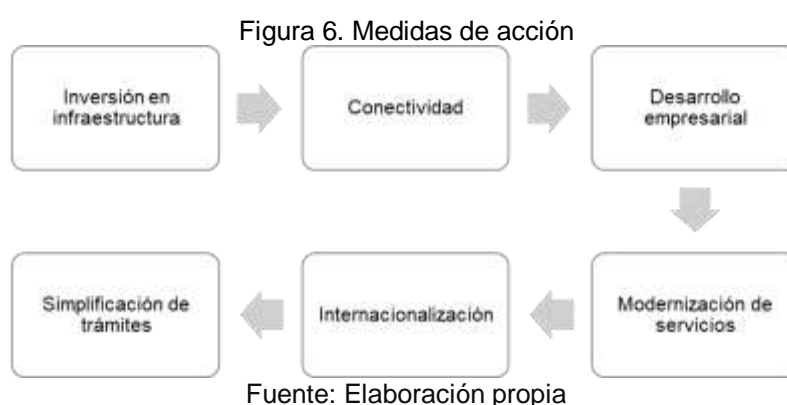 Figura 6. Medidas de acción
Inversión en
infraestructura
Conectividad
Desarrollo
empresarial
Modernización de
servicios
Internacionalización
Simplificación de
trámites
Fuente: Elaboración propia